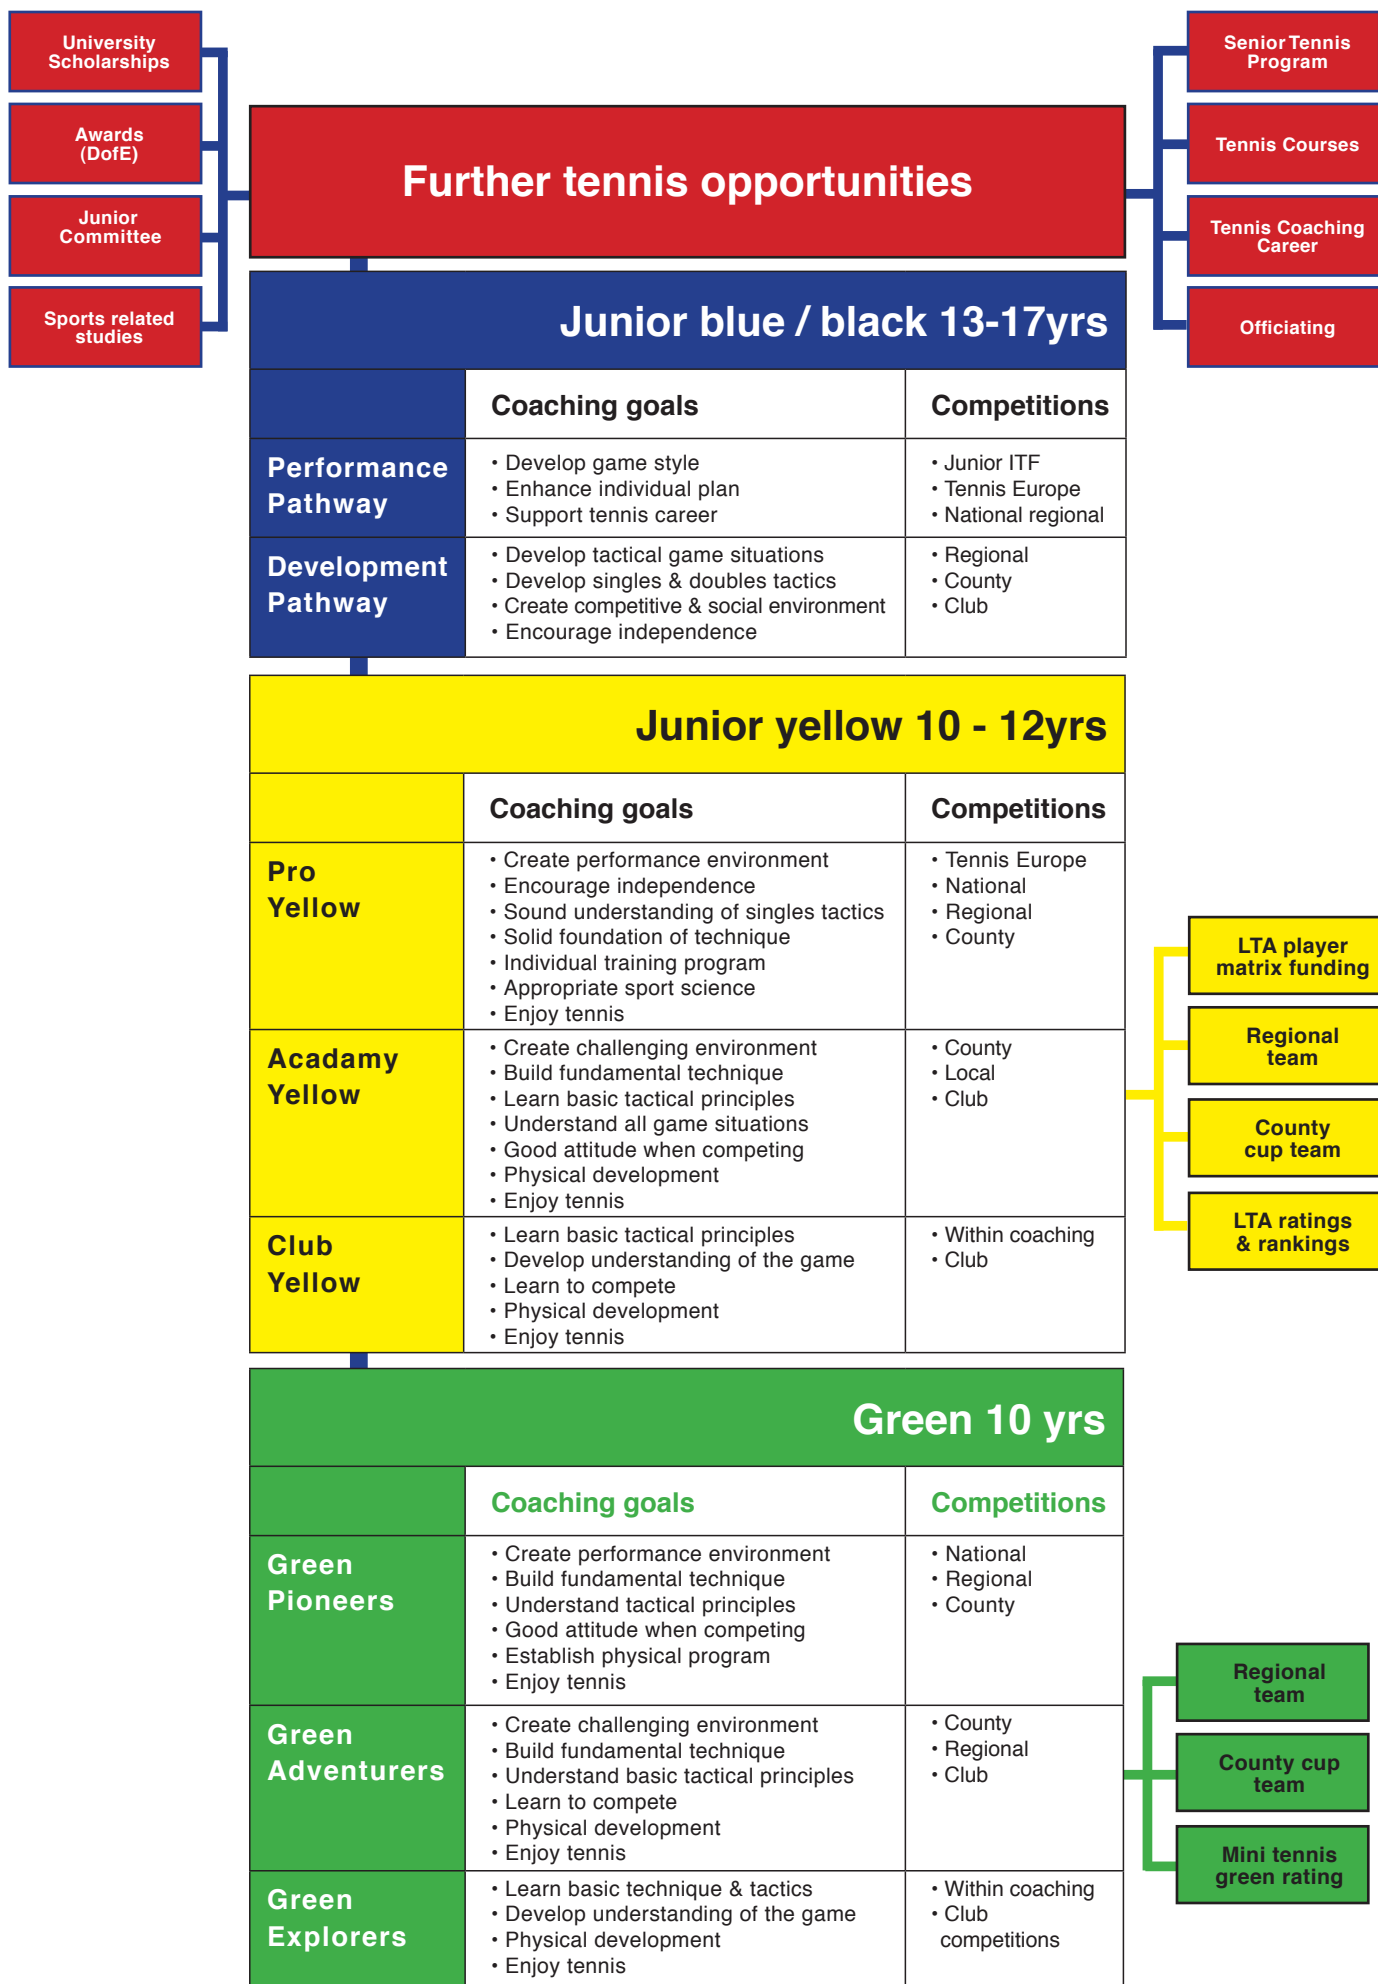 University
Scholarships
Awards
(DofE)
Junior
Committee
Sports related
studies
Senior Tennis
Program
Tennis Courses
Tennis Coaching
Career
Officiating
Further tennis opportunities
Junior blue / black 13-17yrs
Coaching goals
Competitions
Performance
Pathway
• Develop game style
• Enhance individual plan
• Support tennis career
• Junior ITF
• Tennis Europe
• National regional
Development
Pathway
• Develop tactical game situations
• Develop singles & doubles tactics
• Create competitive & social environment
• Encourage independence
• Regional
• County
• Club
Junior yellow 10 - 12yrs
Coaching goals
Competitions
Pro
Yellow
• Create performance environment
• Encourage independence
• Sound understanding of singles tactics
• Solid foundation of technique
• Individual training program
• Appropriate sport science
• Enjoy tennis
• Tennis Europe
• National
• Regional
• County
Acadamy
Yellow
• Create challenging environment
• Build fundamental technique
• Learn basic tactical principles
• Understand all game situations
• Good attitude when competing
• Physical development
• Enjoy tennis
• County
• Local
• Club
Club
Yellow
• Learn basic tactical principles
• Develop understanding of the game
• Learn to compete
• Physical development
• Enjoy tennis
• Within coaching
• Club
LTA player
matrix funding
Regional
team
County
cup team
LTA ratings
& rankings
Green 10 yrs
Coaching goals
Competitions
Green
Pioneers
• Create performance environment
• Build fundamental technique
• Understand tactical principles
• Good attitude when competing
• Establish physical program
• Enjoy tennis
• National
• Regional
• County
Green
Adventurers
• Create challenging environment
• Build fundamental technique
• Understand basic tactical principles
• Learn to compete
• Physical development
• Enjoy tennis
• County
• Regional
• Club
Green
Explorers
• Learn basic technique & tactics
• Develop understanding of the game
• Physical development
• Enjoy tennis
• Within coaching
• Club
competitions
Regional
team
County cup
team
Mini tennis
green rating